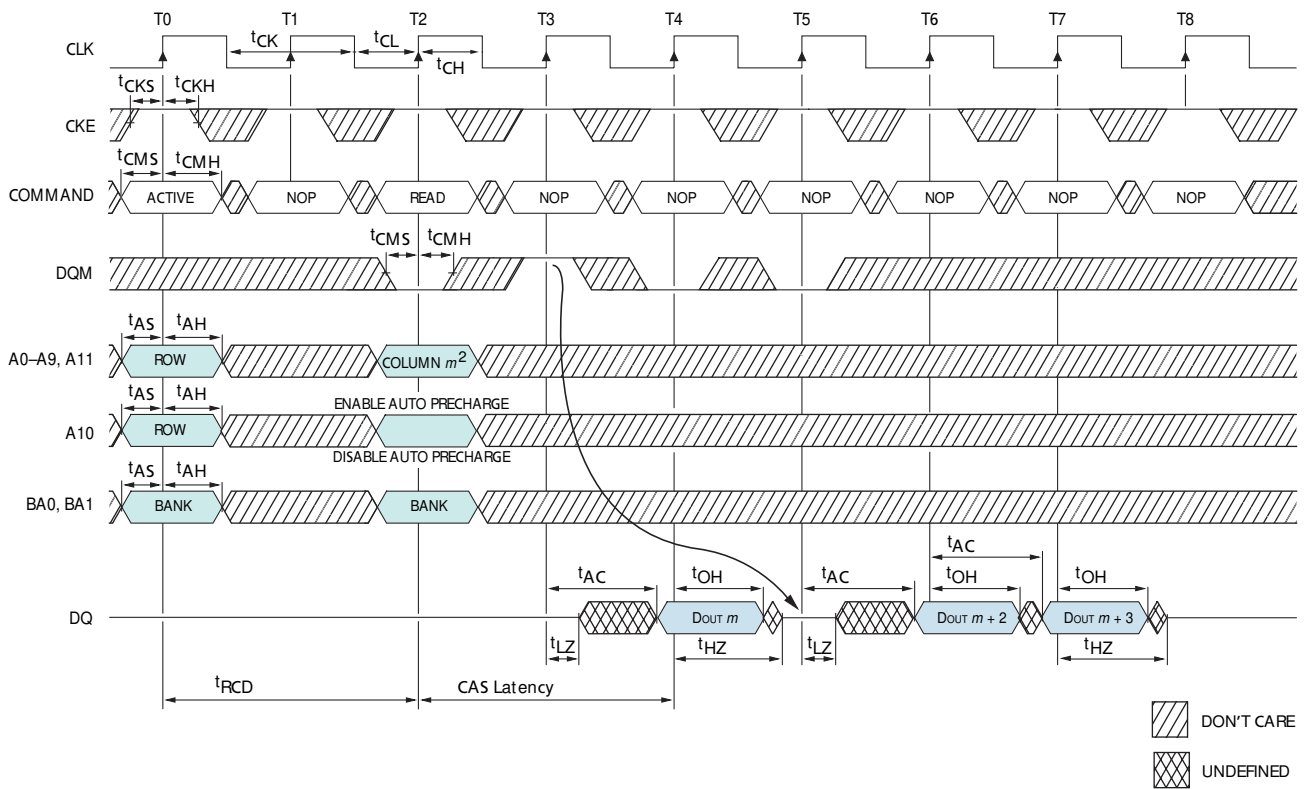 T0 T1 T2 T3 T4 T5 T6 T7 T8
CLK tCK tCL tCH
tCKS tCKH
CKE
tCMS tCMH
COMMAND ACTIVE NOP READ NOP NOP NOP NOP NOP NOP
tCMS tCMH
DQM
tAS tAH
A0–A9, A11 ROW COLUMN m2
tAS tAH ENABLE AUTO PRECHARGE
A10 ROW
DISABLE AUTO PRECHARGE
tAS tAH
BA0, BA1 BANK BANK
tAC
tAC tOH tAC tOH tOH
DQ DOUT m DOUT m + 2 DOUT m + 3
tLZ tHZ tLZ tHZ
tRCD CAS Latency
DON'T CARE
UNDEFINED